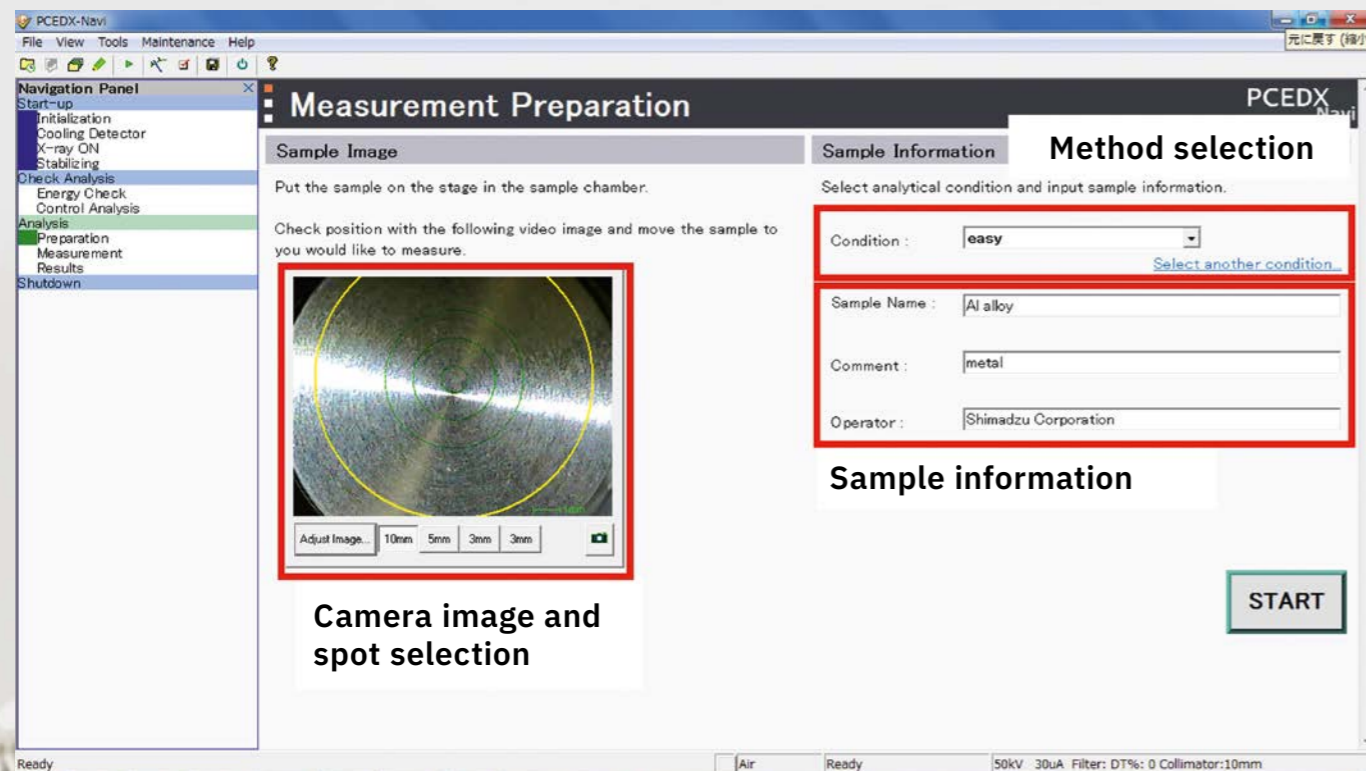 PCEDX-Navi
File View Tools Maintenance Help
元に戻す (縮小
Navigation Panel
Start-up
Initialization
Cooling Detector
X-ray ON
Stabilizing
Check Analysis
Energy Check
Control Analysis
Analysis
Preparation
Measurement
Results
Shutdown
Measurement Preparation
PCEDX
Navi
Sample Image
Put the sample on the stage in the sample chamber.
Check position with the following video image and move the sample to
you would like to measure.
Adjust Image... 10mm 5mm 3mm 3mm
Camera image and
spot selection
Sample Information
Method selection
Select analytical condition and input sample information.
Condition : easy
Select another condition...
Sample Name : Al alloy
Comment : metal
Operator : Shimadzu Corporation
Sample information
START
Ready Air Ready 50kV 30uA Filter: DT%: 0 Collimator:10mm